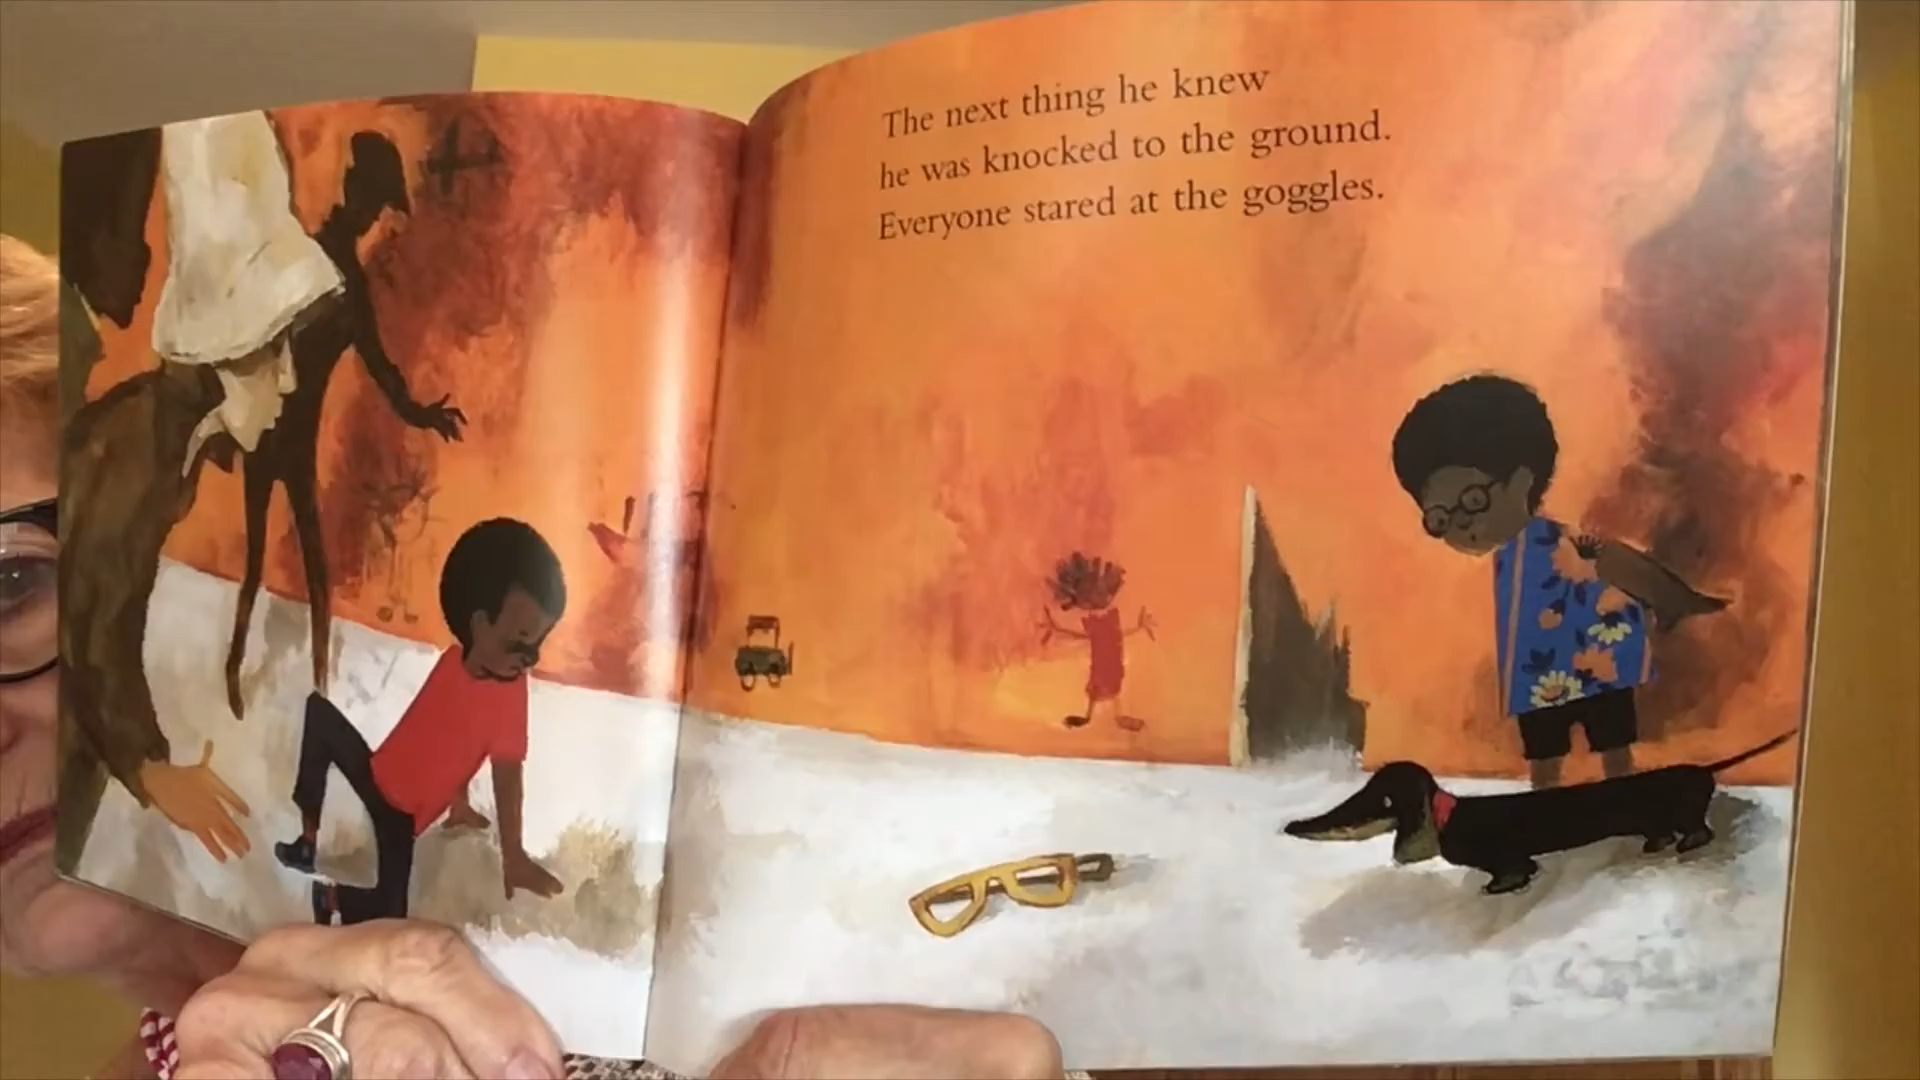 The next thing he knew
he was knocked to the ground.
Everyone stared at the goggles.